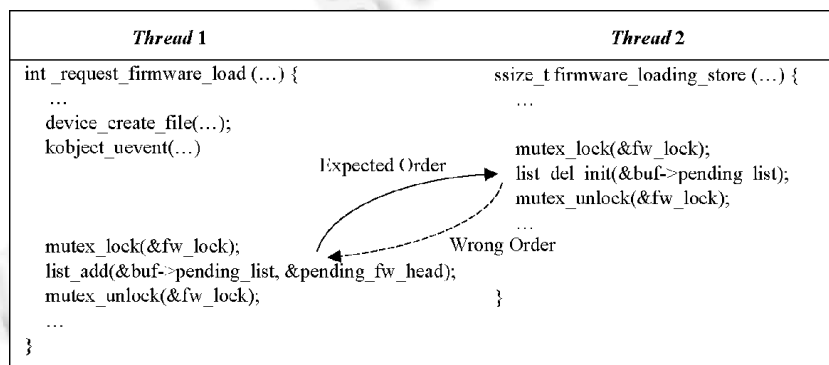 Thread 1
int _request_firmware_load (…) {
…
device_create_file(…);
kobject_uevent(…)
mutex_lock(&fw_lock);
list_add(&buf->pending_list, &pending_fw_head);
mutex_unlock(&fw_lock);
…
}
Expected Order
Wrong Order
Thread 2
ssize_t firmware_loading_store (…) {
…
mutex_lock(&fw_lock);
list_del_init(&buf->pending_list);
mutex_unlock(&fw_lock);
…
}